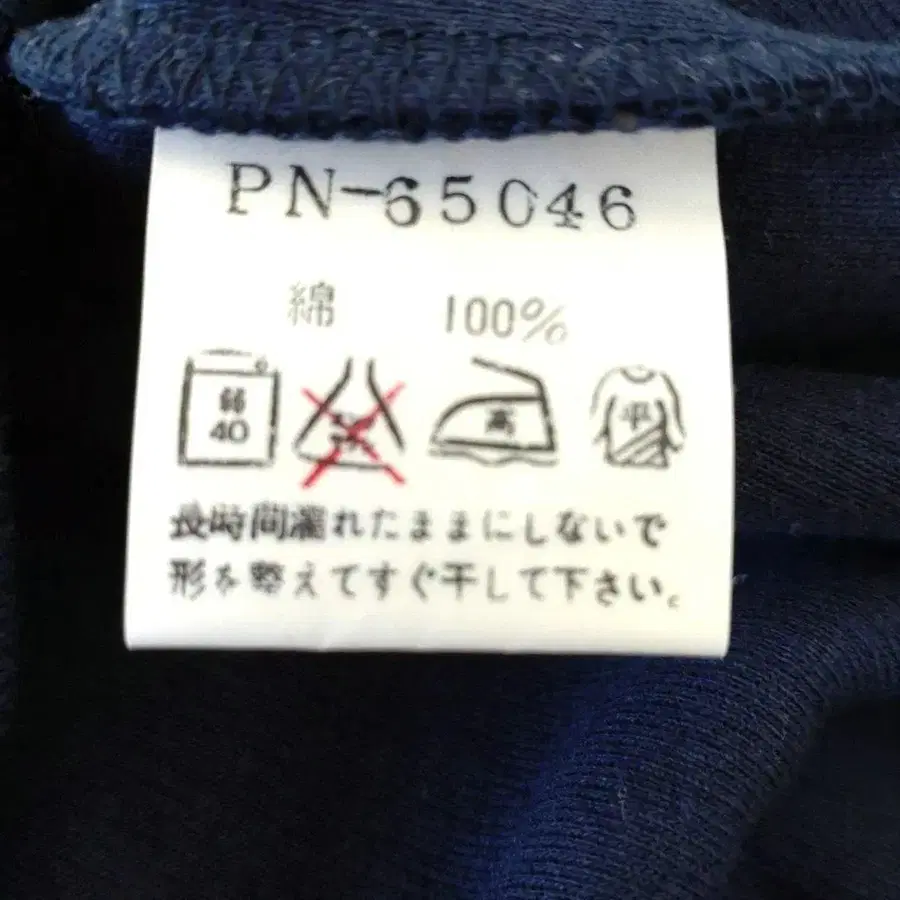 PN-65046
綿 100%
弱 高 平
40
長時間濡れたままにしないで
形を整えてすぐ干して下さい。